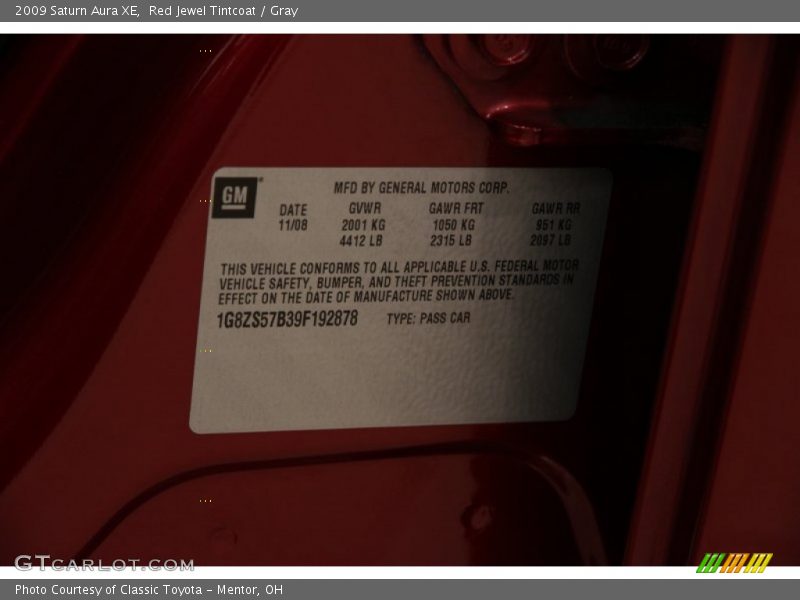 2009 Saturn Aura XE, Red Jewel Tintcoat / Gray
GM
MFD BY GENERAL MOTORS CORP.
DATE GVWR GAWR FRT GAWR RR
11/08 2001 KG 1050 KG 951 KG
4412 LB 2315 LB 2097 LB
THIS VEHICLE CONFORMS TO ALL APPLICABLE U.S. FEDERAL MOTOR
VEHICLE SAFETY, BUMPER, AND THEFT PREVENTION STANDARDS IN
EFFECT ON THE DATE OF MANUFACTURE SHOWN ABOVE.
1G8ZS57B39F192878 TYPE: PASS CAR
GTCARLOT.COM
Photo Courtesy of Classic Toyota - Mentor, OH